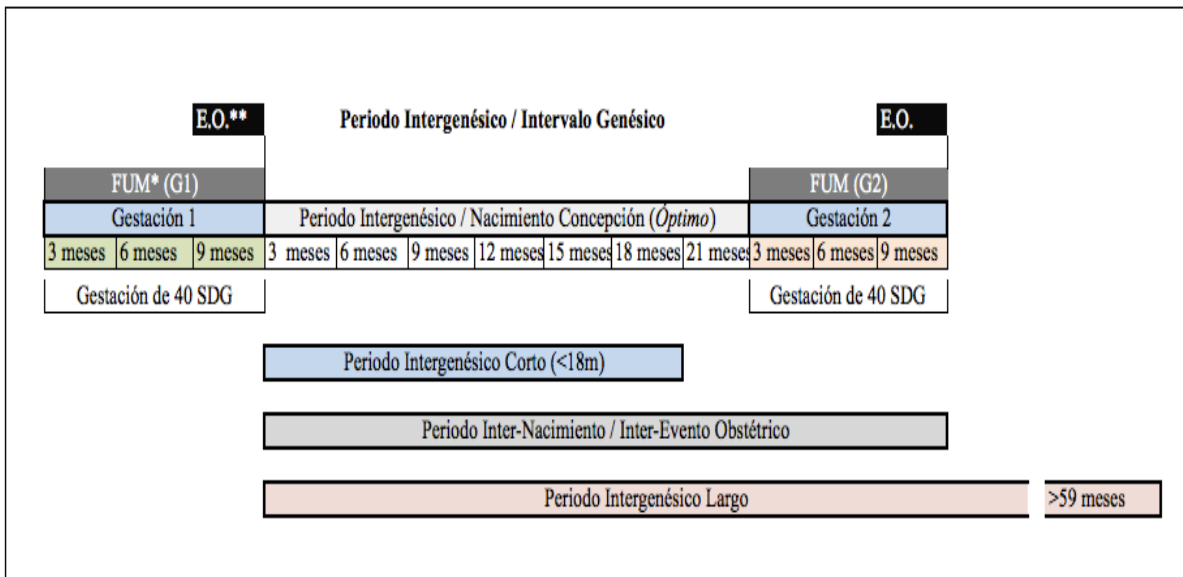 E.O.** Periodo Intergenésico / Intervalo Genésico E.O.
FUM* (G1) FUM (G2)
Gestación 1 Periodo Intergenésico / Nacimiento Concepción (Óptimo) Gestación 2
3 meses 6 meses 9 meses 3 meses 6 meses 9 meses 12 meses 15 meses 18 meses 21 meses 3 meses 6 meses 9 meses
Gestación de 40 SDG Gestación de 40 SDG
Periodo Intergenésico Corto (<18m)
Periodo Inter-Nacimiento / Inter-Evento Obstétrico
Periodo Intergenésico Largo >59 meses